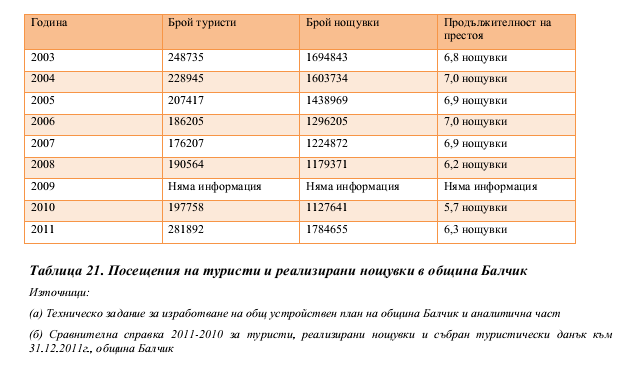 Година Брой туристи Брой нощувки Продължителност на
престоя
2003 248735 1694843 6,8 нощувки
2004 228945 1603734 7,0 нощувки
2005 207417 1438969 6,9 нощувки
2006 186205 1296205 7,0 нощувки
2007 176207 1224872 6,9 нощувки
2008 190564 1179371 6,2 нощувки
2009 Няма информация Няма информация Няма информация
2010 197758 1127641 5,7 нощувки
2011 281892 1784655 6,3 нощувки
Таблица 21. Посещения на туристи и реализирани нощувки в община Балчик
Източници:
(а) Техническо задание за изработване на общ устройствен план на община Балчик и аналитична част
(б) Сравнителна справка 2011-2010 за туристи, реализирани нощувки и събран туристически данък към
31.12.2011г., община Балчик